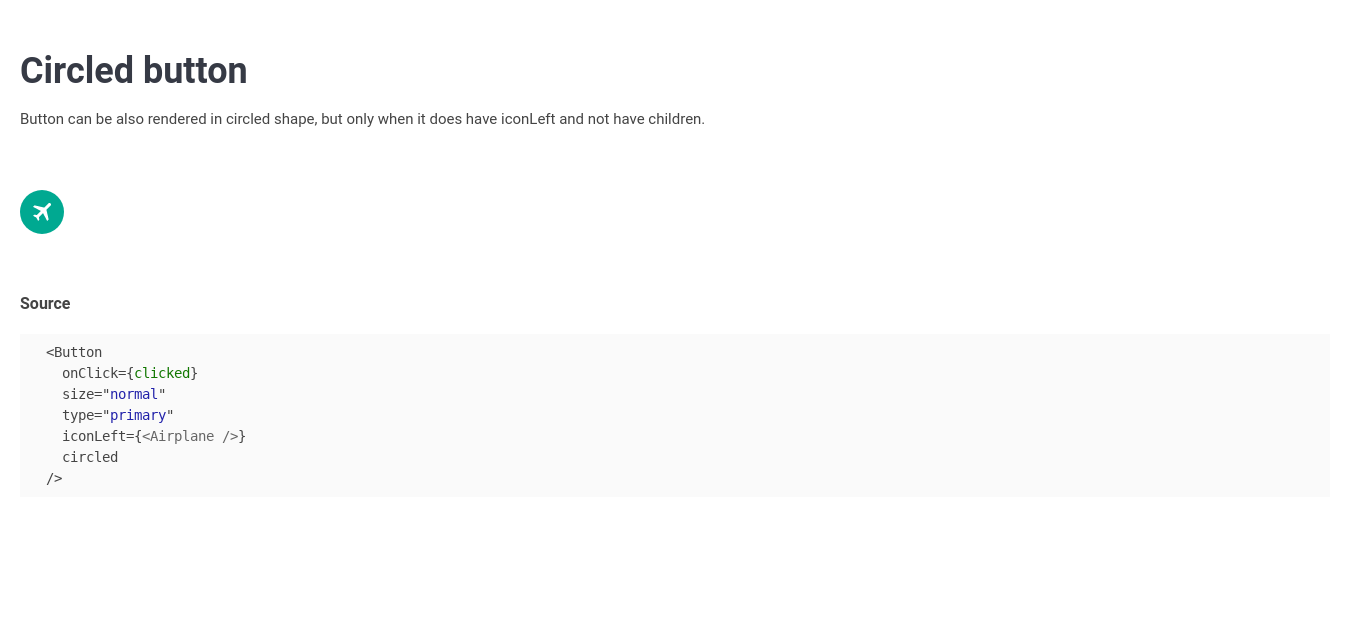 Circled button
Button can be also rendered in circled shape, but only when it does have iconLeft and not have children.
Source
<Button
  onClick={clicked}
  size="normal"
  type="primary"
  iconLeft={<Airplane />}
  circled
/>